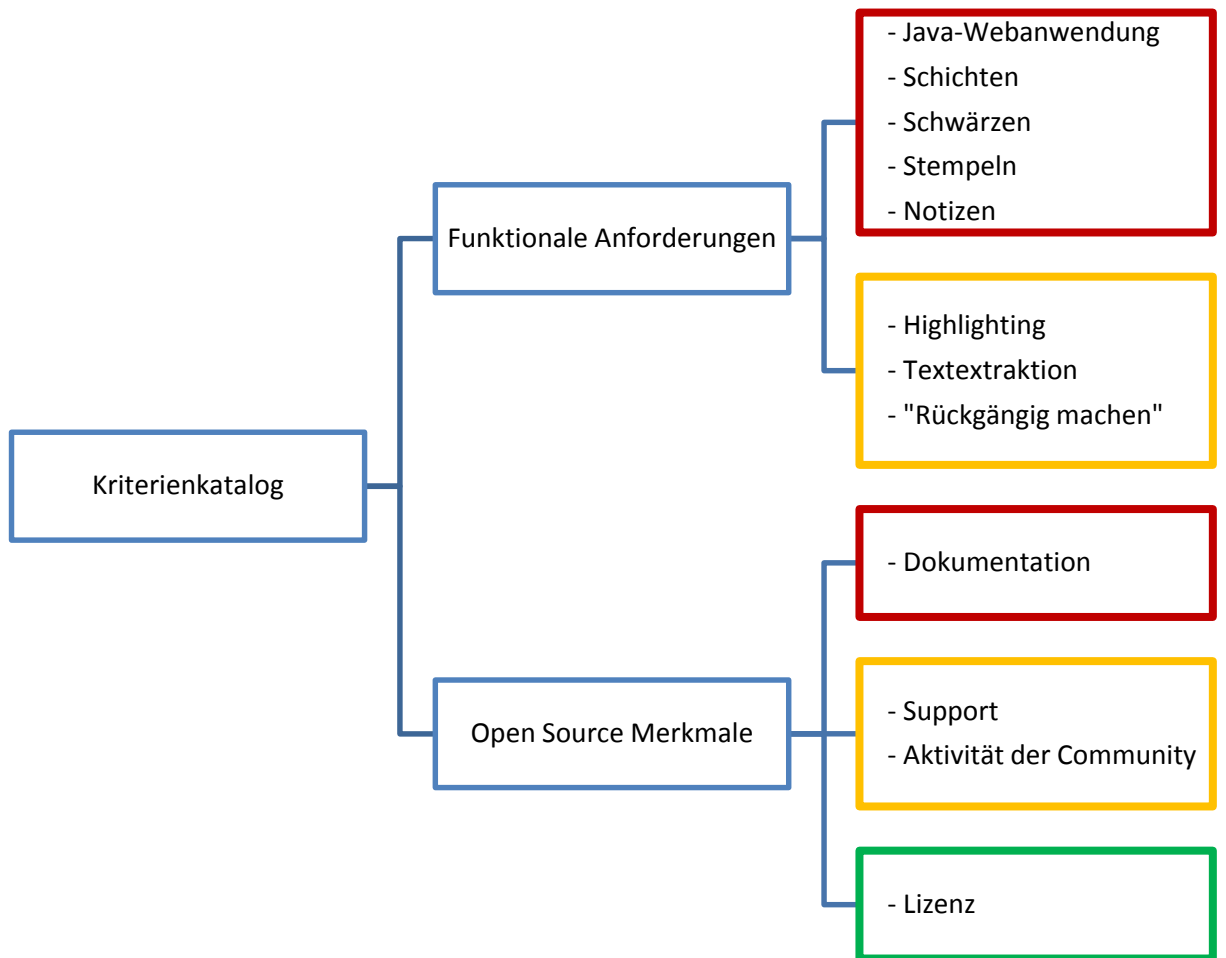 Kriterienkatalog
Funktionale Anforderungen
- Java-Webanwendung
- Schichten
- Schwärzen
- Stempeln
- Notizen
- Highlighting
- Textextraktion
- "Rückgängig machen"
Open Source Merkmale
- Dokumentation
- Support
- Aktivität der Community
- Lizenz